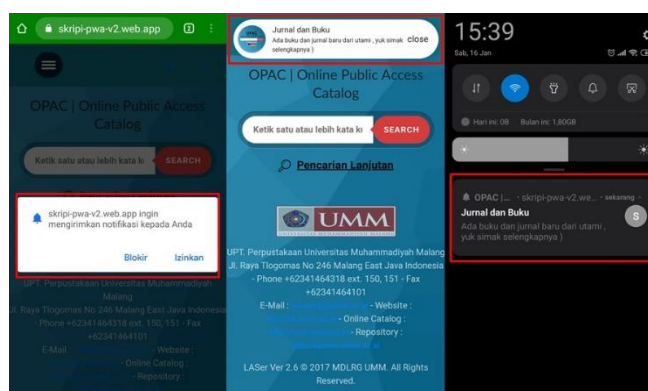 skripi-pwa-v2.web.app
OPAC | Online Public Access
Catalog
Ketik satu atau lebih kata k
SEARCH
skripi-pwa-v2.web.app ingin
mengirimkan notifikasi kepada Anda
Blokir
Izinkan
UPT. Perpustakaan Universitas Muhammadiyah
Malang
Jl. Raya Tlogomas No 246 Malang East Java Indonesia
- Phone +62341464318 ext. 150, 151 - Fax
+62341464101
E-Mail :
- Website :
- Online Catalog :
- Repository :
Jurnal dan Buku
Ada buku dan jurnal baru dari utami , yuk simak
selengkapnya )
close
OPAC | Online Public Access
Catalog
Ketik satu atau lebih kata k
SEARCH
Pencarian Lanjutan
UMM
UPT. Perpustakaan Universitas Muhammadiyah Malang
Jl. Raya Tlogomas No 246 Malang East Java Indonesia
- Phone +62341464318 ext. 150, 151 - Fax
+62341464101
E-Mail :
- Website :
- Online Catalog :
- Repository :
LASer Ver 2.6 © 2017 MDLRG UMM. All Rights
Reserved.
15:39
Sab, 16 Jan
Hari ini: 0B
Bulan ini: 1,80GB
OPAC |... · skripi-pwa-v2.we... · sekarang
Jurnal dan Buku
Ada buku dan jurnal baru dari utami ,
yuk simak selengkapnya )
S